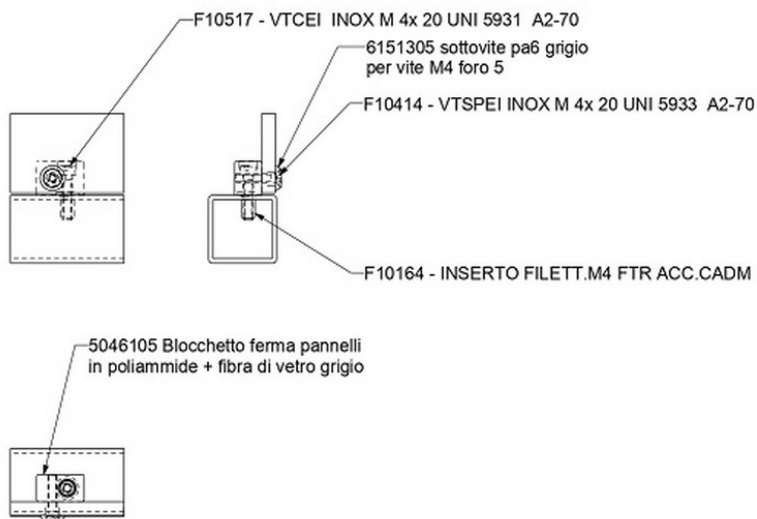 F10517 - VTCEI INOX M 4x 20 UNI 5931 A2-70
6151305 sottovite pa6 grigio
per vite M4 foro 5
F10414 - VTSPEI INOX M 4x 20 UNI 5933 A2-70
F10164 - INSERTO FILETT.M4 FTR ACC.CADM
5046105 Blocchetto ferma pannelli
in poliammide + fibra di vetro grigio